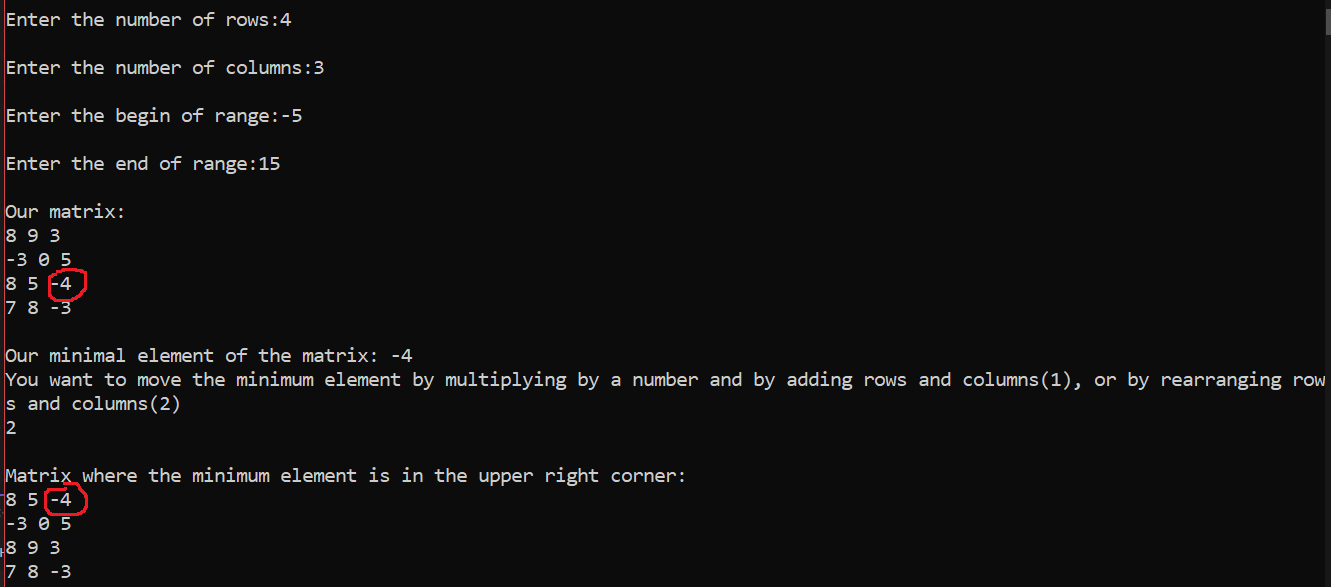 Enter the number of rows:4
Enter the number of columns:3
Enter the begin of range:-5
Enter the end of range:15
Our matrix:
8 9 3
-3 0 5
8 5 -4
7 8 -3
Our minimal element of the matrix: -4
You want to move the minimum element by multiplying by a number and by adding rows and columns(1), or by rearranging row
s and columns(2)
2
Matrix where the minimum element is in the upper right corner:
8 5 -4
-3 0 5
8 9 3
7 8 -3